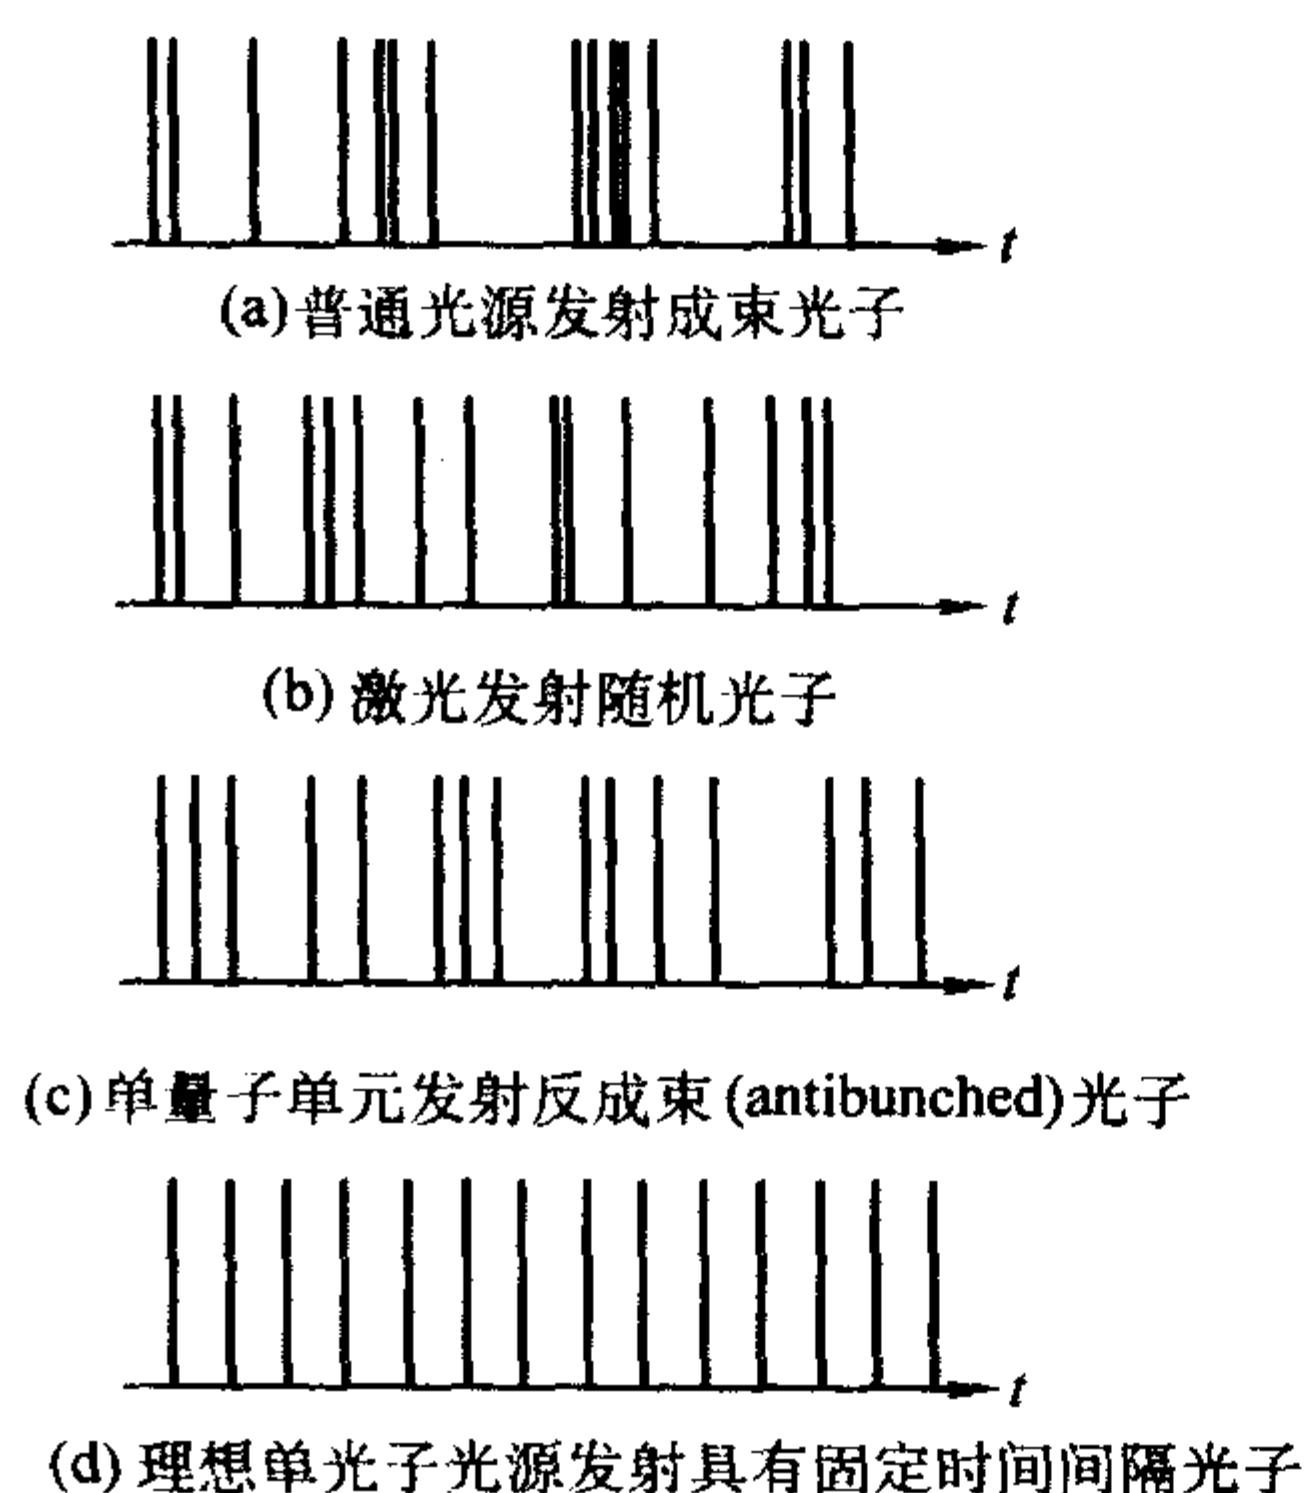 t
(a)普通光源发射成束光子
t
(b) 激光发射随机光子
t
(c)单量子单元发射反成束(antibunched)光子
t
(d)理想单光子光源发射具有固定时间间隔光子